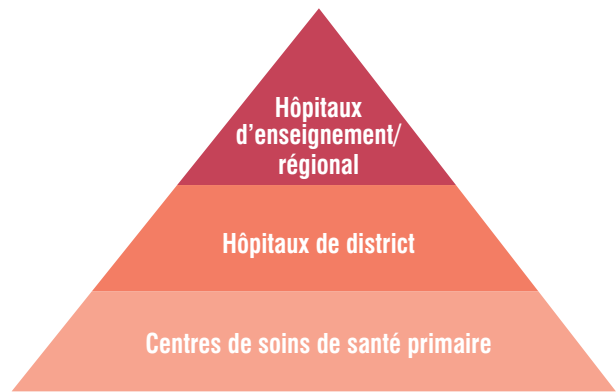 Hôpitaux
d'enseignement/
régional
Hôpitaux de district
Centres de soins de santé primaire